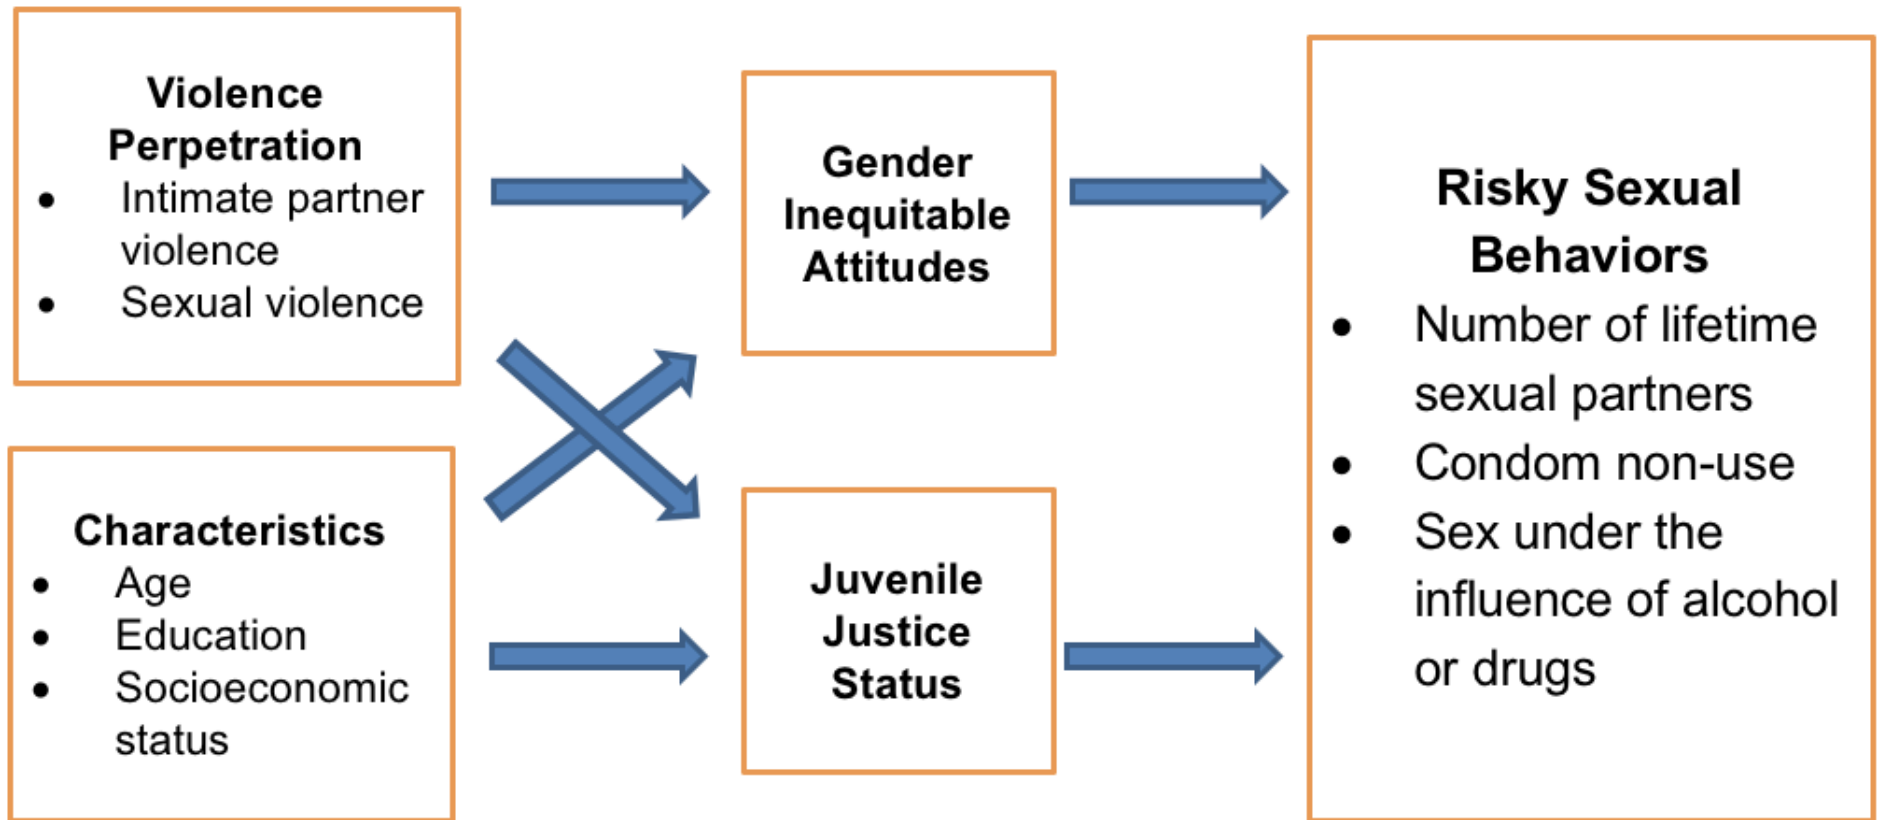 Violence
Perpetration
• Intimate partner
violence
• Sexual violence
Characteristics
• Age
• Education
• Socioeconomic
status
Gender
Inequitable
Attitudes
Juvenile
Justice
Status
Risky Sexual
Behaviors
• Number of lifetime
sexual partners
• Condom non-use
• Sex under the
influence of alcohol
or drugs